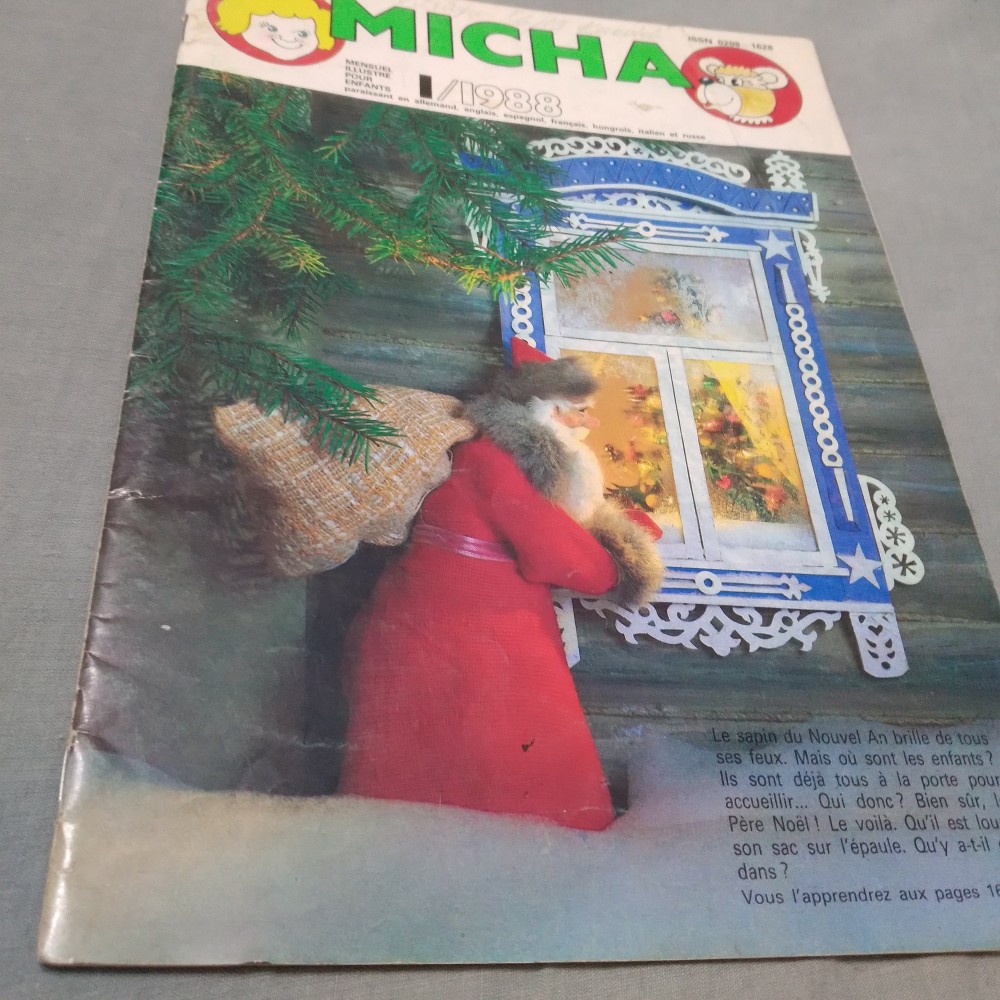 MICHA
ISSN 0209 - 1628
MENSUEL
ILLUSTRÉ
POUR
ENFANTS
1/1988
paraissant en allemand, anglais, espagnol, français, hongrois, italien et russe
Le sapin du Nouvel An brille de tous
ses feux. Mais où sont les enfants?
Ils sont déjà tous à la porte pour
accueillir... Qui donc? Bien sûr,
Père Noël! Le voilà. Qu'il est
son sac sur l'épaule. Qu'y a-t-il
dans?
Vous l'apprendrez aux pages 16